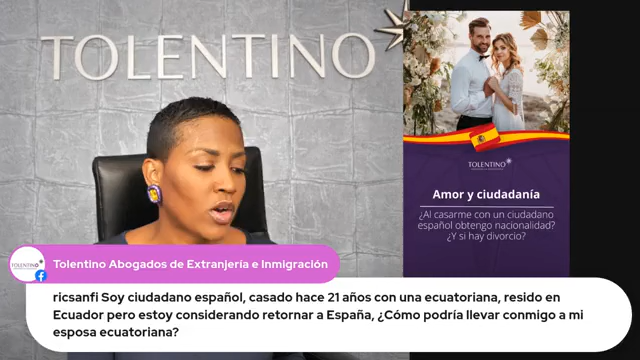 TOLENTINO
TOLENTINO
Amor y ciudadanía
¿Al casarme con un ciudadano
español obtengo nacionalidad?
¿Y si hay divorcio?
TOLENTINO
Tolentino Abogados de Extranjería e Inmigración
ricsanfi Soy ciudadano español, casado hace 21 años con una ecuatoriana, resido en
Ecuador pero estoy considerando retornar a España, ¿Cómo podría llevar conmigo a mi
esposa ecuatoriana?